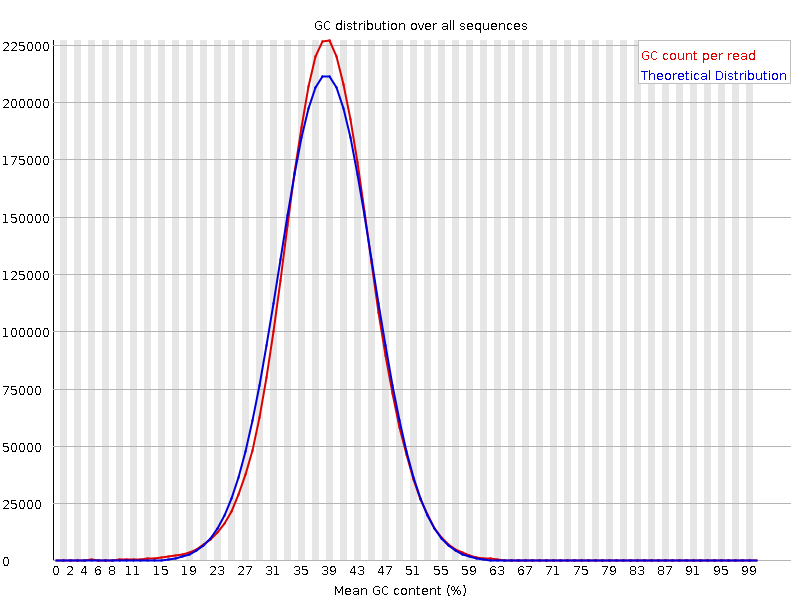 GC distribution over all sequences
GC count per read
Theoretical Distribution
225000
200000
175000
150000
125000
100000
75000
50000
25000
0
0 2 4 6 8 11 15 19 23 27 31 35 39 43 47 51 55 59 63 67 71 75 79 83 87 91 95 99
Mean GC content (%)